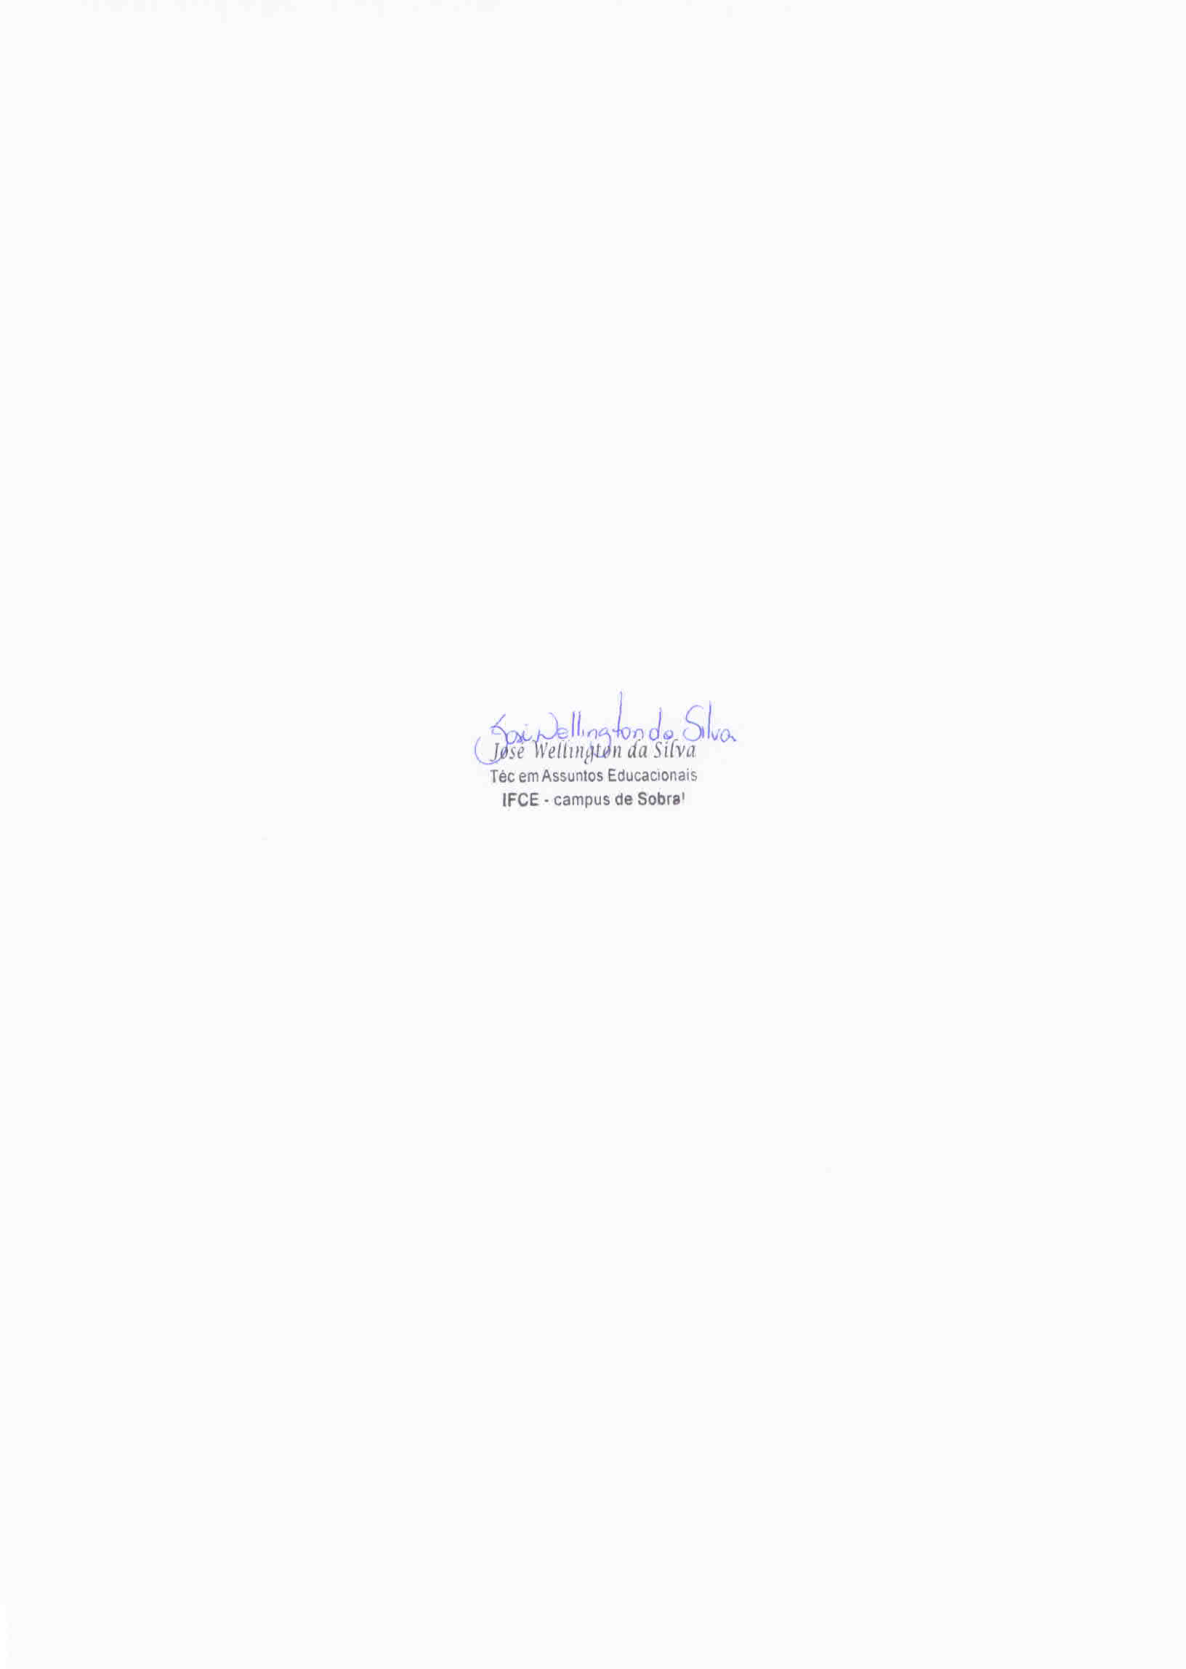 José Wellington da Silva
José Wellington da Silva
Téc em Assuntos Educacionais
IFCE - campus de Sobral